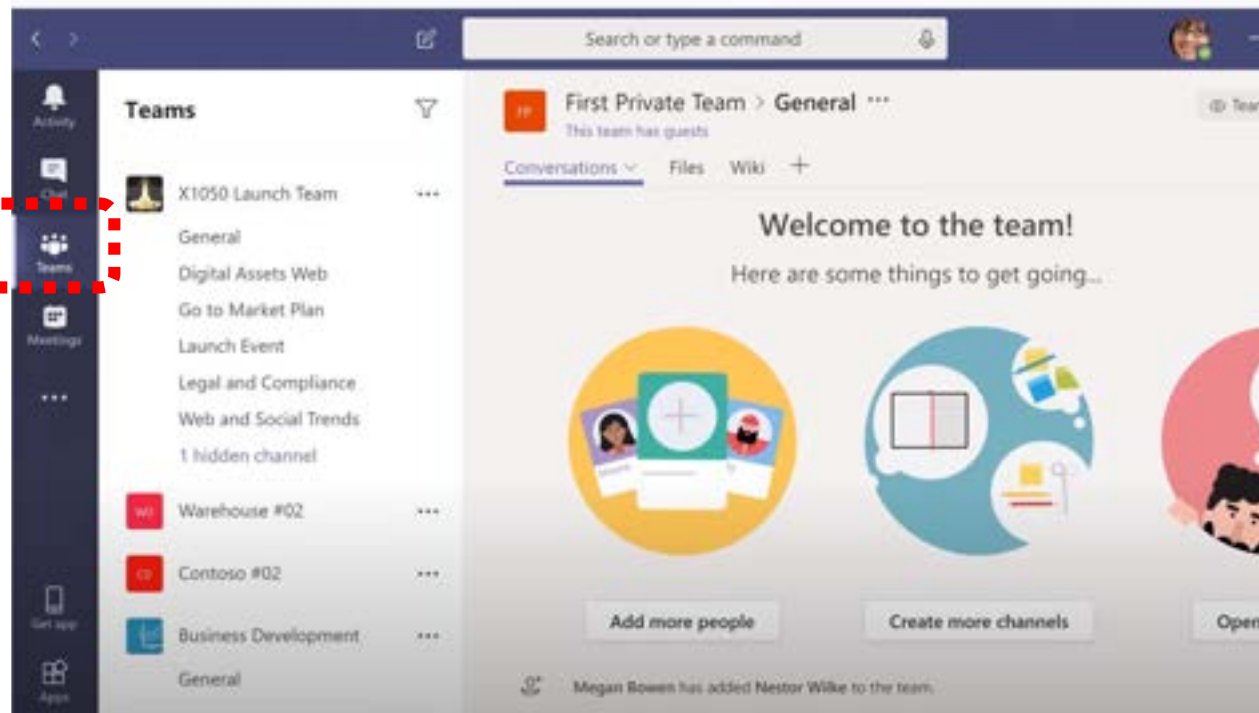 Search or type a command
Activity
Chat
Teams
Meetings
Get app
Apps
Teams
X1050 Launch Team
General
Digital Assets Web
Go to Market Plan
Launch Event
Legal and Compliance
Web and Social Trends
1 hidden channel
Warehouse #02
Contoso #02
CD
Business Development
General
FP
First Private Team > General
This team has guests
Conversations
Files
Wiki
Team
Welcome to the team!
Here are some things to get going...
Add more people
Create more channels
Open
Megan Bowen has added Nestor Wilke to the team.